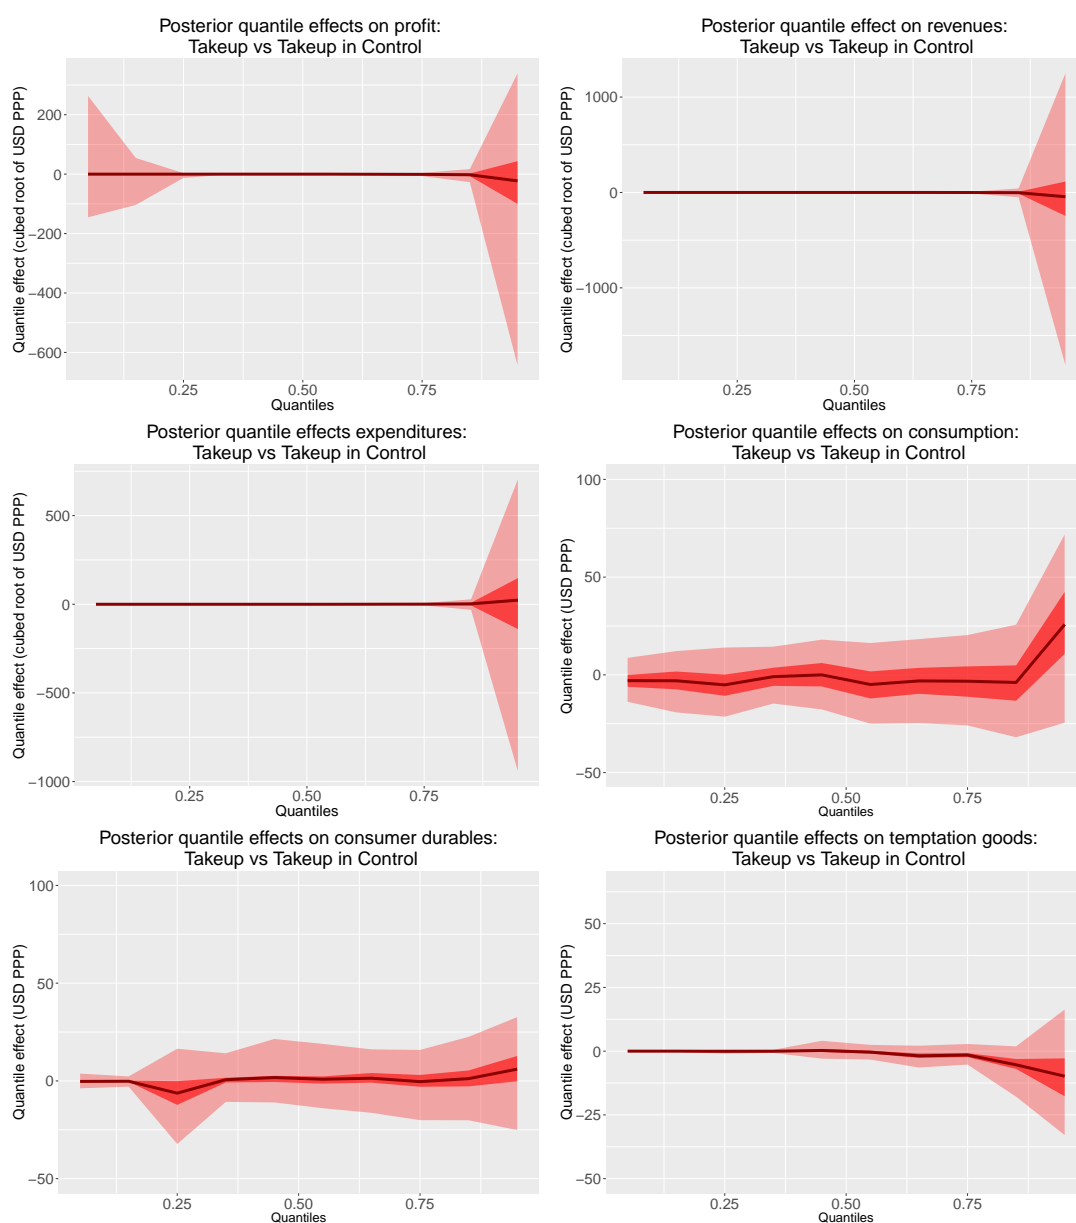 Posterior quantile effects on profit:
Takeup vs Takeup in Control
Quantile effect (cubed root of USD PPP)
200
0
−200
−400
−600
0.25
0.50
0.75
Quantiles
Posterior quantile effect on revenues:
Takeup vs Takeup in Control
Quantile effect (cubed root of USD PPP)
1000
0
−1000
0.25
0.50
0.75
Quantiles
Posterior quantile effects expenditures:
Takeup vs Takeup in Control
Quantile effect (cubed root of USD PPP)
500
0
−500
−1000
0.25
0.50
0.75
Quantiles
Posterior quantile effects on consumption:
Takeup vs Takeup in Control
Quantile effect (USD PPP)
100
50
0
−50
0.25
0.50
0.75
Quantiles
Posterior quantile effects on consumer durables:
Takeup vs Takeup in Control
Quantile effect (USD PPP)
100
50
0
−50
0.25
0.50
0.75
Quantiles
Posterior quantile effects on temptation goods:
Takeup vs Takeup in Control
Quantile effect (USD PPP)
50
25
0
−25
−50
0.25
0.50
0.75
Quantiles